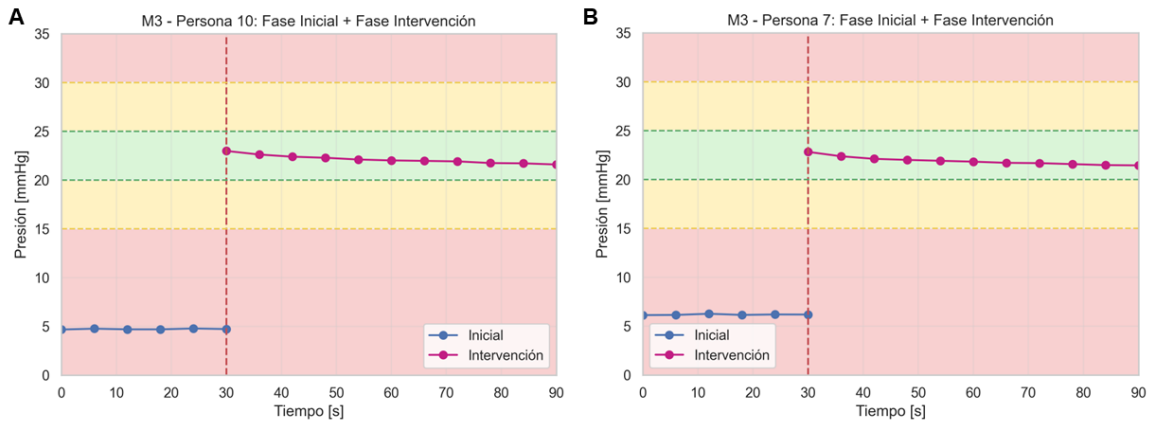 A
M3 - Persona 10: Fase Inicial + Fase Intervención
Presión [mmHg]
35
30
25
20
15
10
5
0
Inicial
Intervención
0 10 20 30 40 50 60 70 80 90
Tiempo [s]
B
M3 - Persona 7: Fase Inicial + Fase Intervención
Presión [mmHg]
35
30
25
20
15
10
5
0
Inicial
Intervención
0 10 20 30 40 50 60 70 80 90
Tiempo [s]